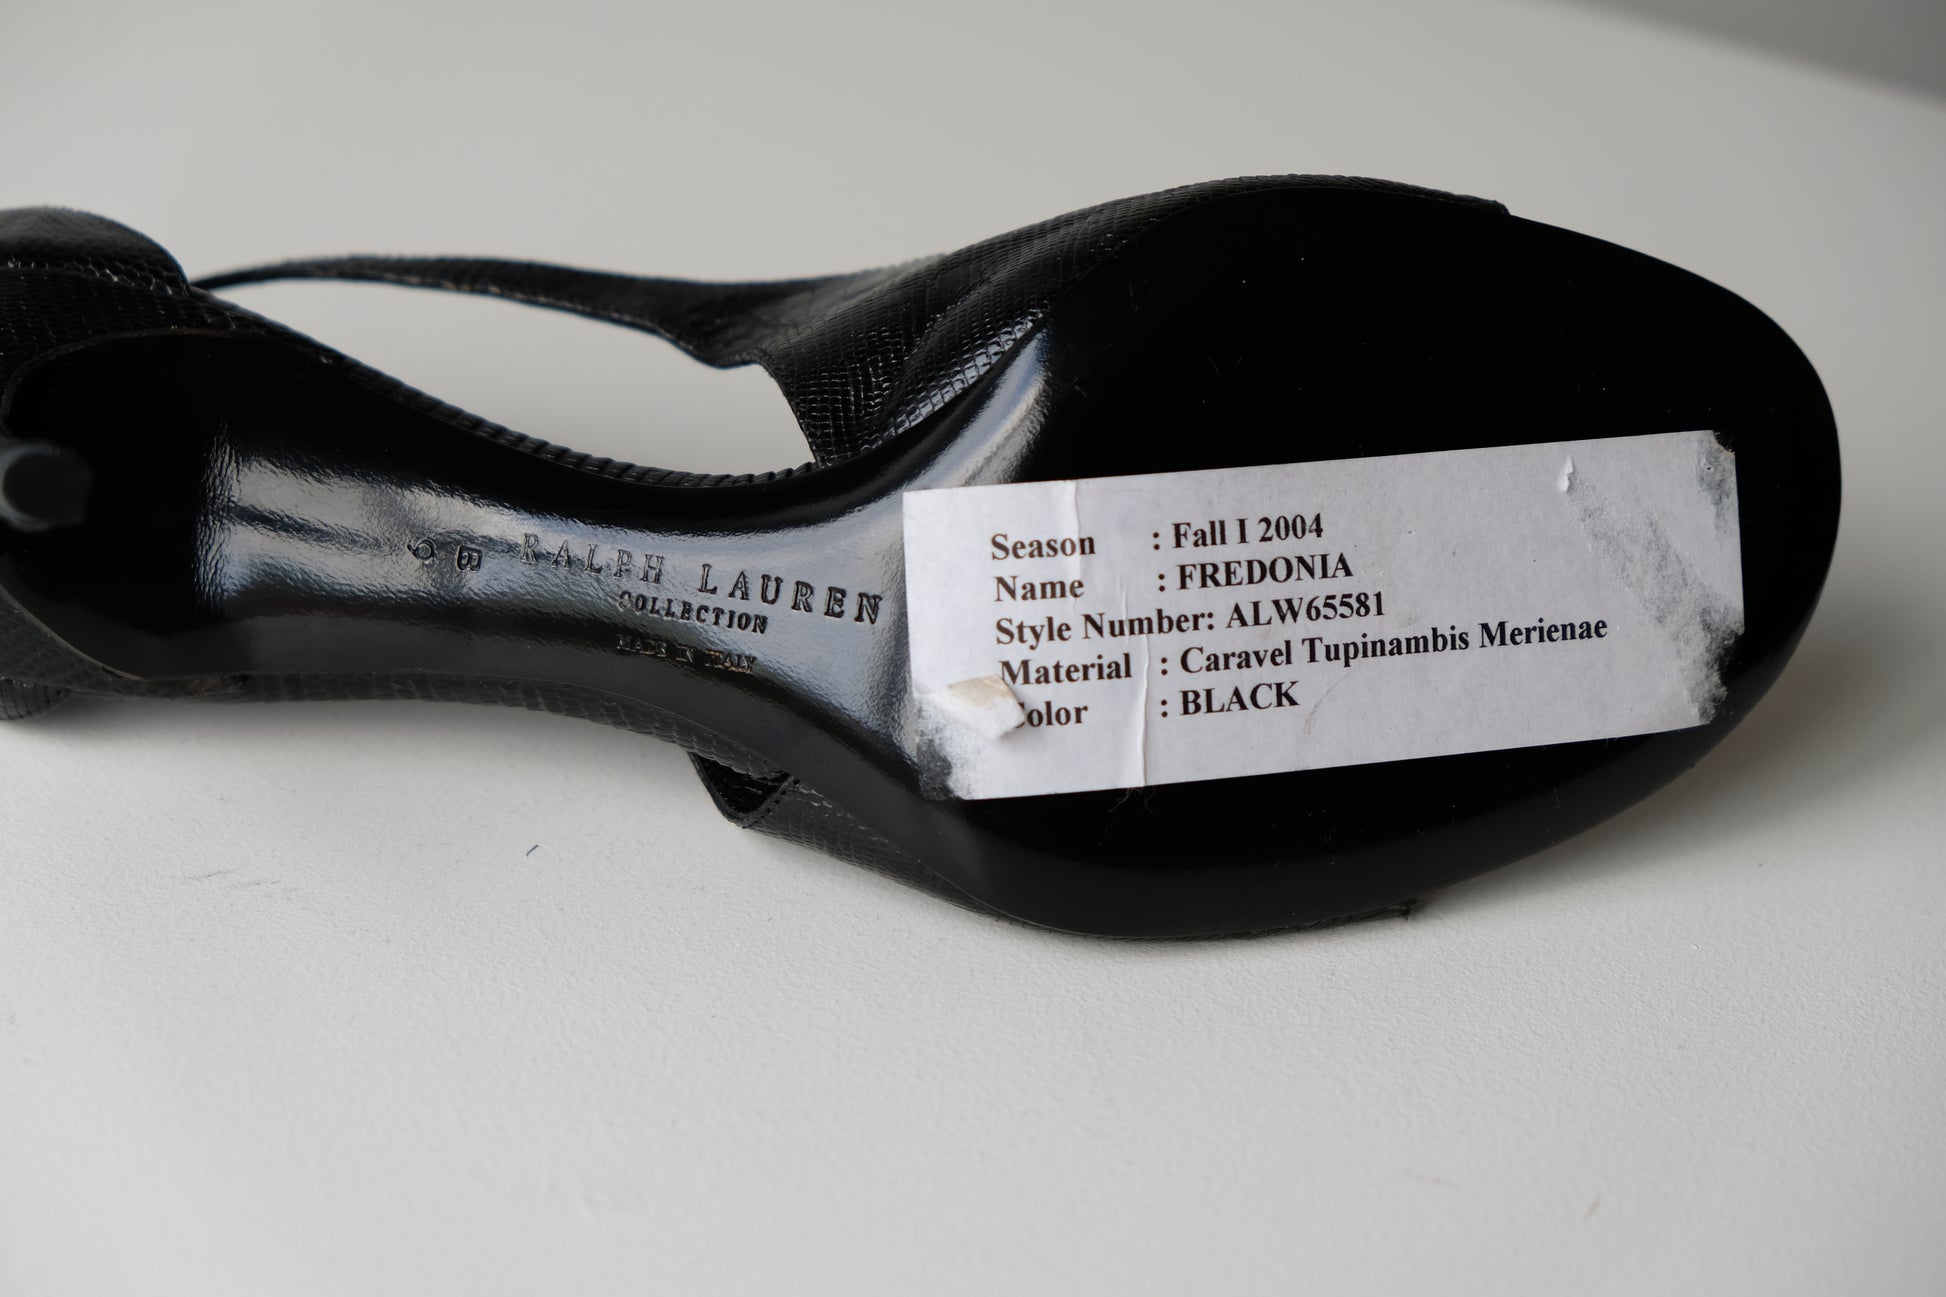 6 B RALPH LAUREN
COLLECTION
MADE IN ITALY
Season : Fall I 2004
Name : FREDONIA
Style Number: ALW65581
Material : Caravel Tupinambis Merienae
Color : BLACK